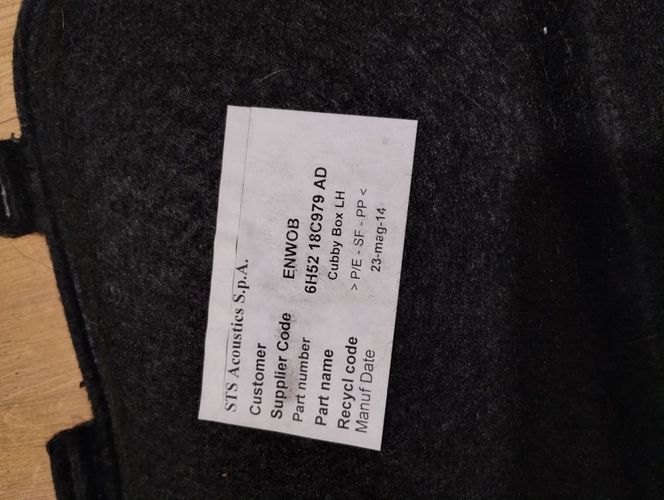 STS Acoustics S.p.A.
Customer
Supplier Code ENWOB
Part number 6H52 18C979 AD
Part name Cubby Box LH
Recycl code > P/E - SF - PP <
Manuf Date 23-mag-14